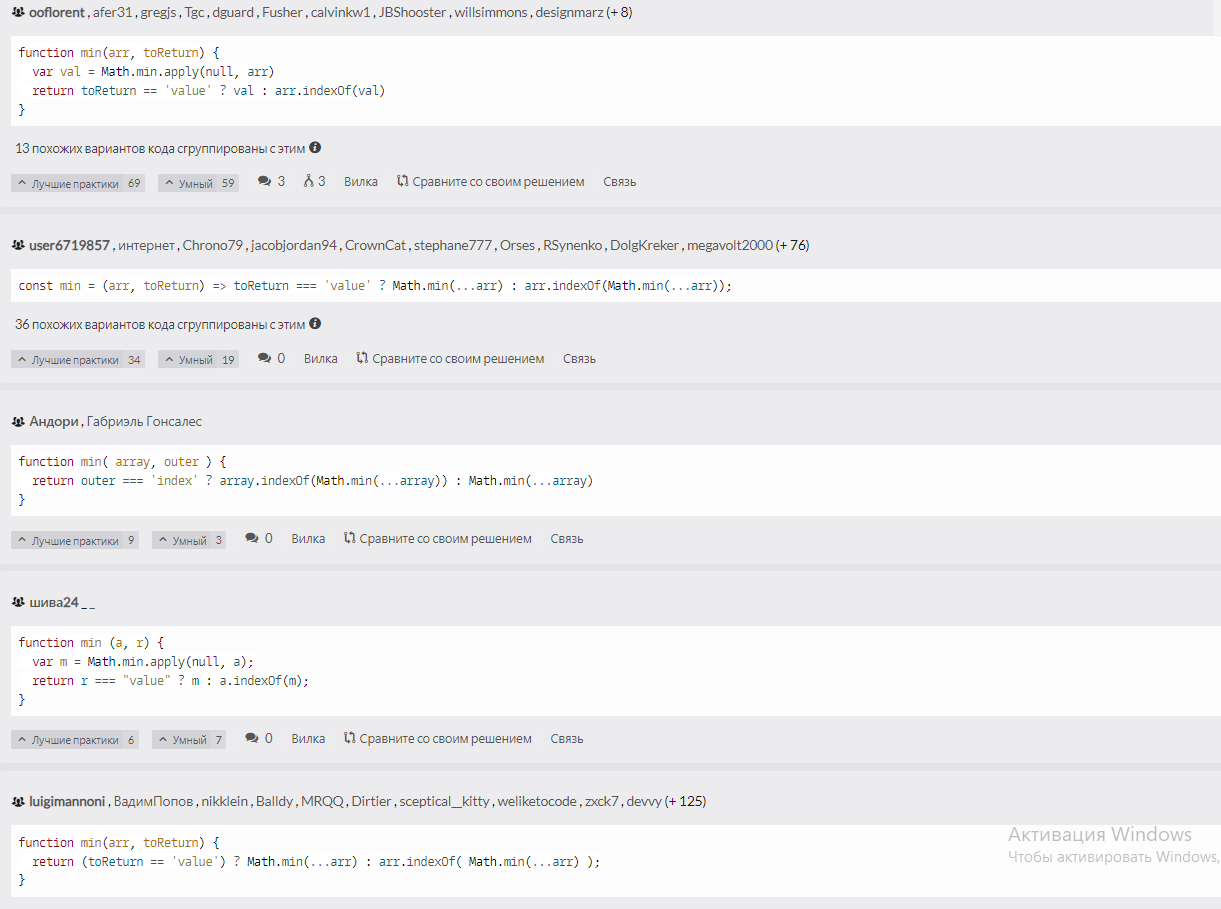 ooflorent , afer31 , gregjs , Tgc , dguard , Fusher , calvinkw1 , JBShooster , willsimmons , designmarz (+ 8)
function min(arr, toReturn) {
  var val = Math.min.apply(null, arr)
  return toReturn == 'value' ? val : arr.indexOf(val)
}
13 похожих вариантов кода сгруппированы с этим
Лучшие практики 69 Умный 59 3 3 Вилка Сравните со своим решением Связь
user6719857 , интернет , Chrono79 , jacobjordan94 , CrownCat , stephane777 , Orses , RSynenko , DolgKreker , megavolt2000 (+ 76)
const min = (arr, toReturn) => toReturn === 'value' ? Math.min(...arr) : arr.indexOf(Math.min(...arr));
36 похожих вариантов кода сгруппированы с этим
Лучшие практики 34 Умный 19 0 Вилка Сравните со своим решением Связь
Андори , Габриэль Гонсалес
function min( array, outer ) {
  return outer === 'index' ? array.indexOf(Math.min(...array)) : Math.min(...array)
}
Лучшие практики 9 Умный 3 0 Вилка Сравните со своим решением Связь
шива24 _ _
function min (a, r) {
  var m = Math.min.apply(null, a);
  return r === "value" ? m : a.indexOf(m);
}
Лучшие практики 6 Умный 7 0 Вилка Сравните со своим решением Связь
luigimannoni , ВадимПопов , nikklein , Balldy , MRQQ , Dirtier , sceptical__kitty , weliketocode , zxck7 , devvy (+ 125)
function min(arr, toReturn) {
  return (toReturn == 'value') ? Math.min(...arr) : arr.indexOf( Math.min(...arr) );
}
Активация Windows
Чтобы активировать Windows,